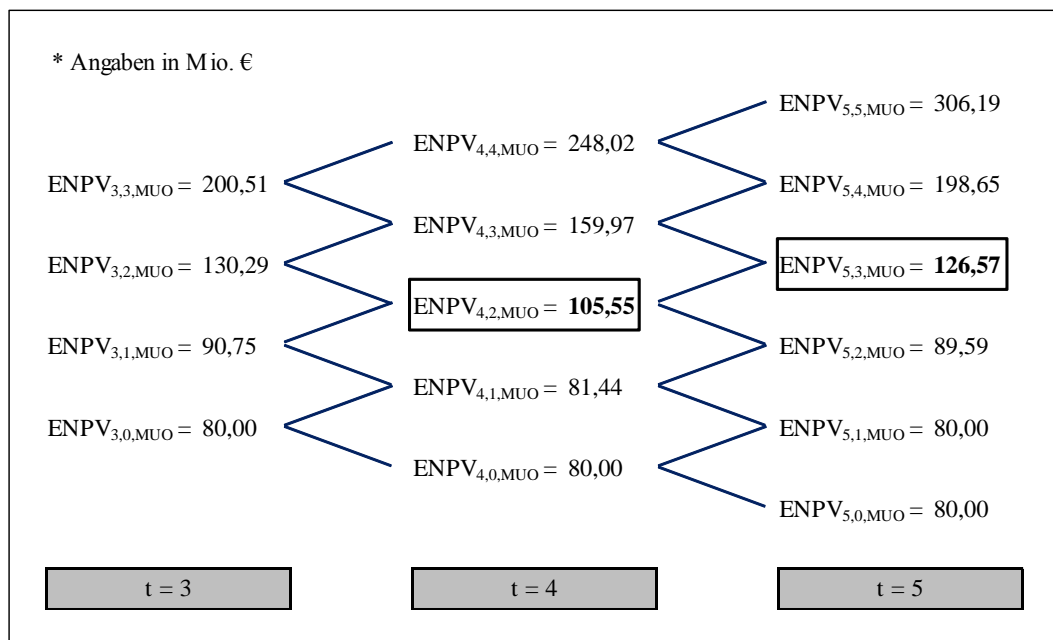 * Angaben in Mio. €
ENPV5,5,MUO = 306,19
ENPV4,4,MUO = 248,02
ENPV3,3,MUO = 200,51
ENPV5,4,MUO = 198,65
ENPV4,3,MUO = 159,97
ENPV3,2,MUO = 130,29
ENPV5,3,MUO = 126,57
ENPV4,2,MUO = 105,55
ENPV3,1,MUO = 90,75
ENPV5,2,MUO = 89,59
ENPV4,1,MUO = 81,44
ENPV3,0,MUO = 80,00
ENPV5,1,MUO = 80,00
ENPV4,0,MUO = 80,00
ENPV5,0,MUO = 80,00
t = 3
t = 4
t = 5